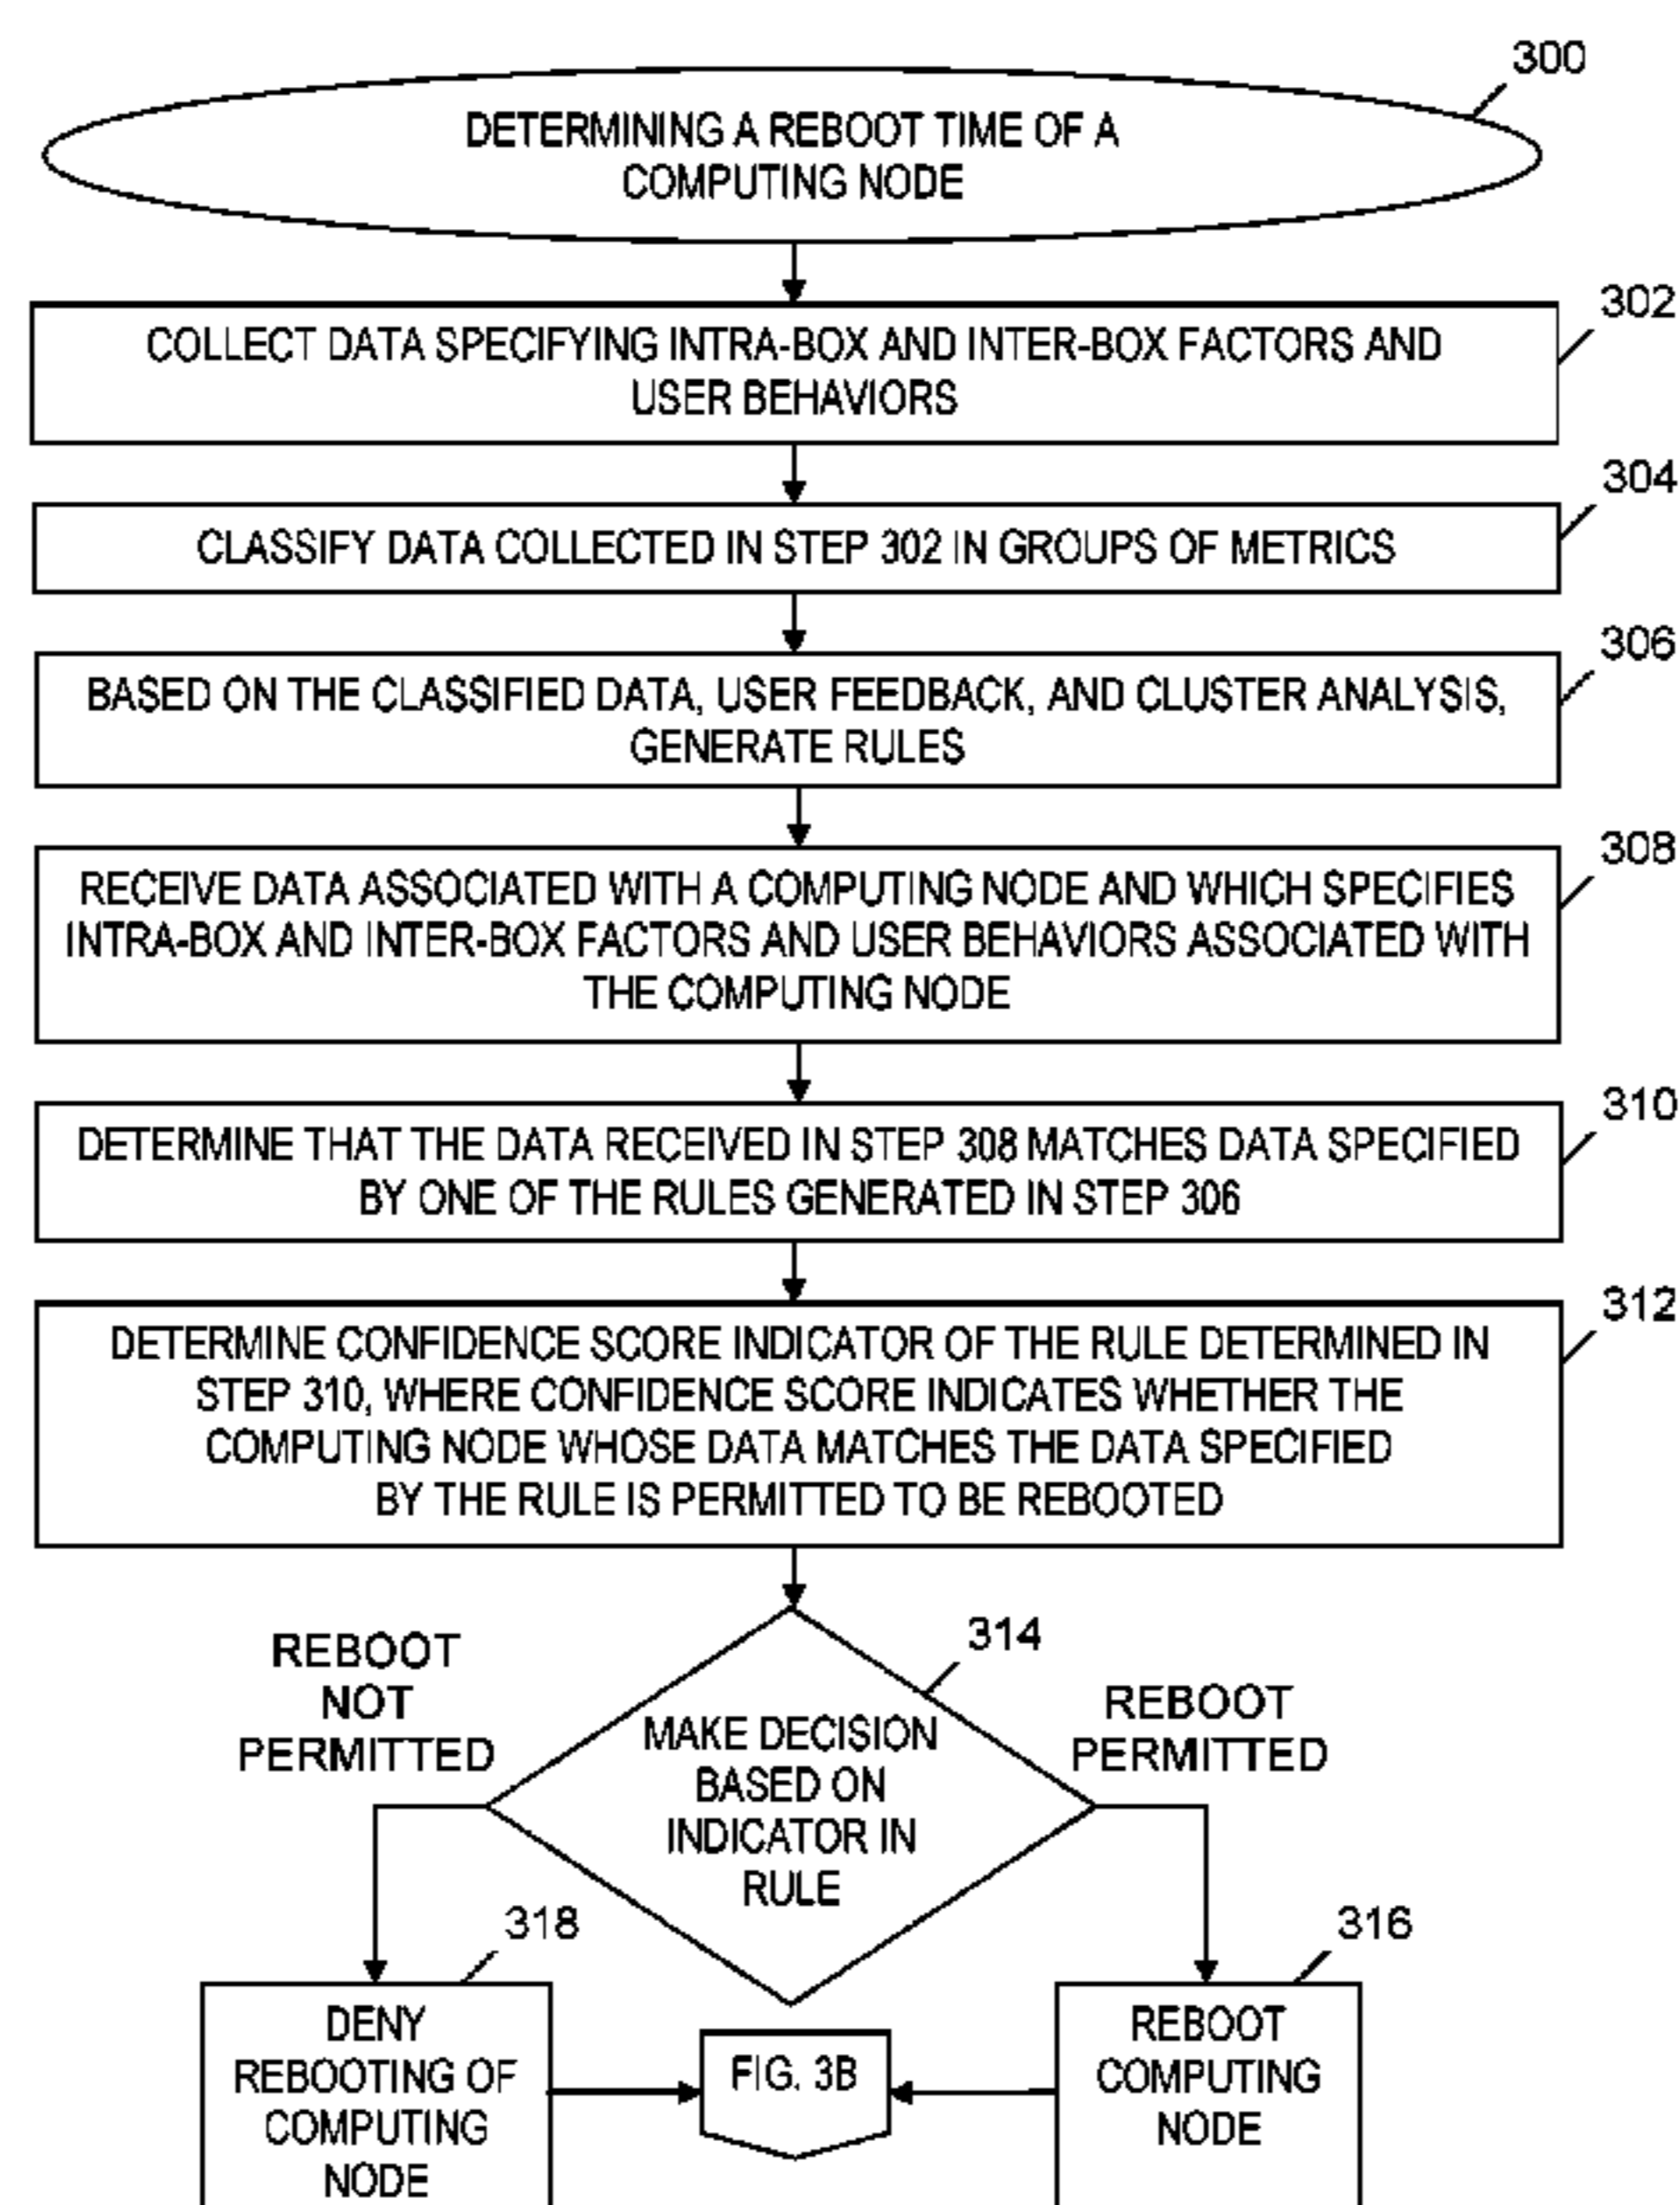 300
DETERMINING A REBOOT TIME OF A
COMPUTING NODE
302
COLLECT DATA SPECIFYING INTRA-BOX AND INTER-BOX FACTORS AND
USER BEHAVIORS
304
CLASSIFY DATA COLLECTED IN STEP 302 IN GROUPS OF METRICS
306
BASED ON THE CLASSIFIED DATA, USER FEEDBACK, AND CLUSTER ANALYSIS,
GENERATE RULES
308
RECEIVE DATA ASSOCIATED WITH A COMPUTING NODE AND WHICH SPECIFIES
INTRA-BOX AND INTER-BOX FACTORS AND USER BEHAVIORS ASSOCIATED WITH
THE COMPUTING NODE
310
DETERMINE THAT THE DATA RECEIVED IN STEP 308 MATCHES DATA SPECIFIED
BY ONE OF THE RULES GENERATED IN STEP 306
312
DETERMINE CONFIDENCE SCORE INDICATOR OF THE RULE DETERMINED IN
STEP 310, WHERE CONFIDENCE SCORE INDICATES WHETHER THE
COMPUTING NODE WHOSE DATA MATCHES THE DATA SPECIFIED
BY THE RULE IS PERMITTED TO BE REBOOTED
REBOOT
NOT
PERMITTED
314
MAKE DECISION
BASED ON
INDICATOR IN
RULE
REBOOT
PERMITTED
318
DENY
REBOOTING OF
COMPUTING
NODE
FIG. 3B
316
REBOOT
COMPUTING
NODE